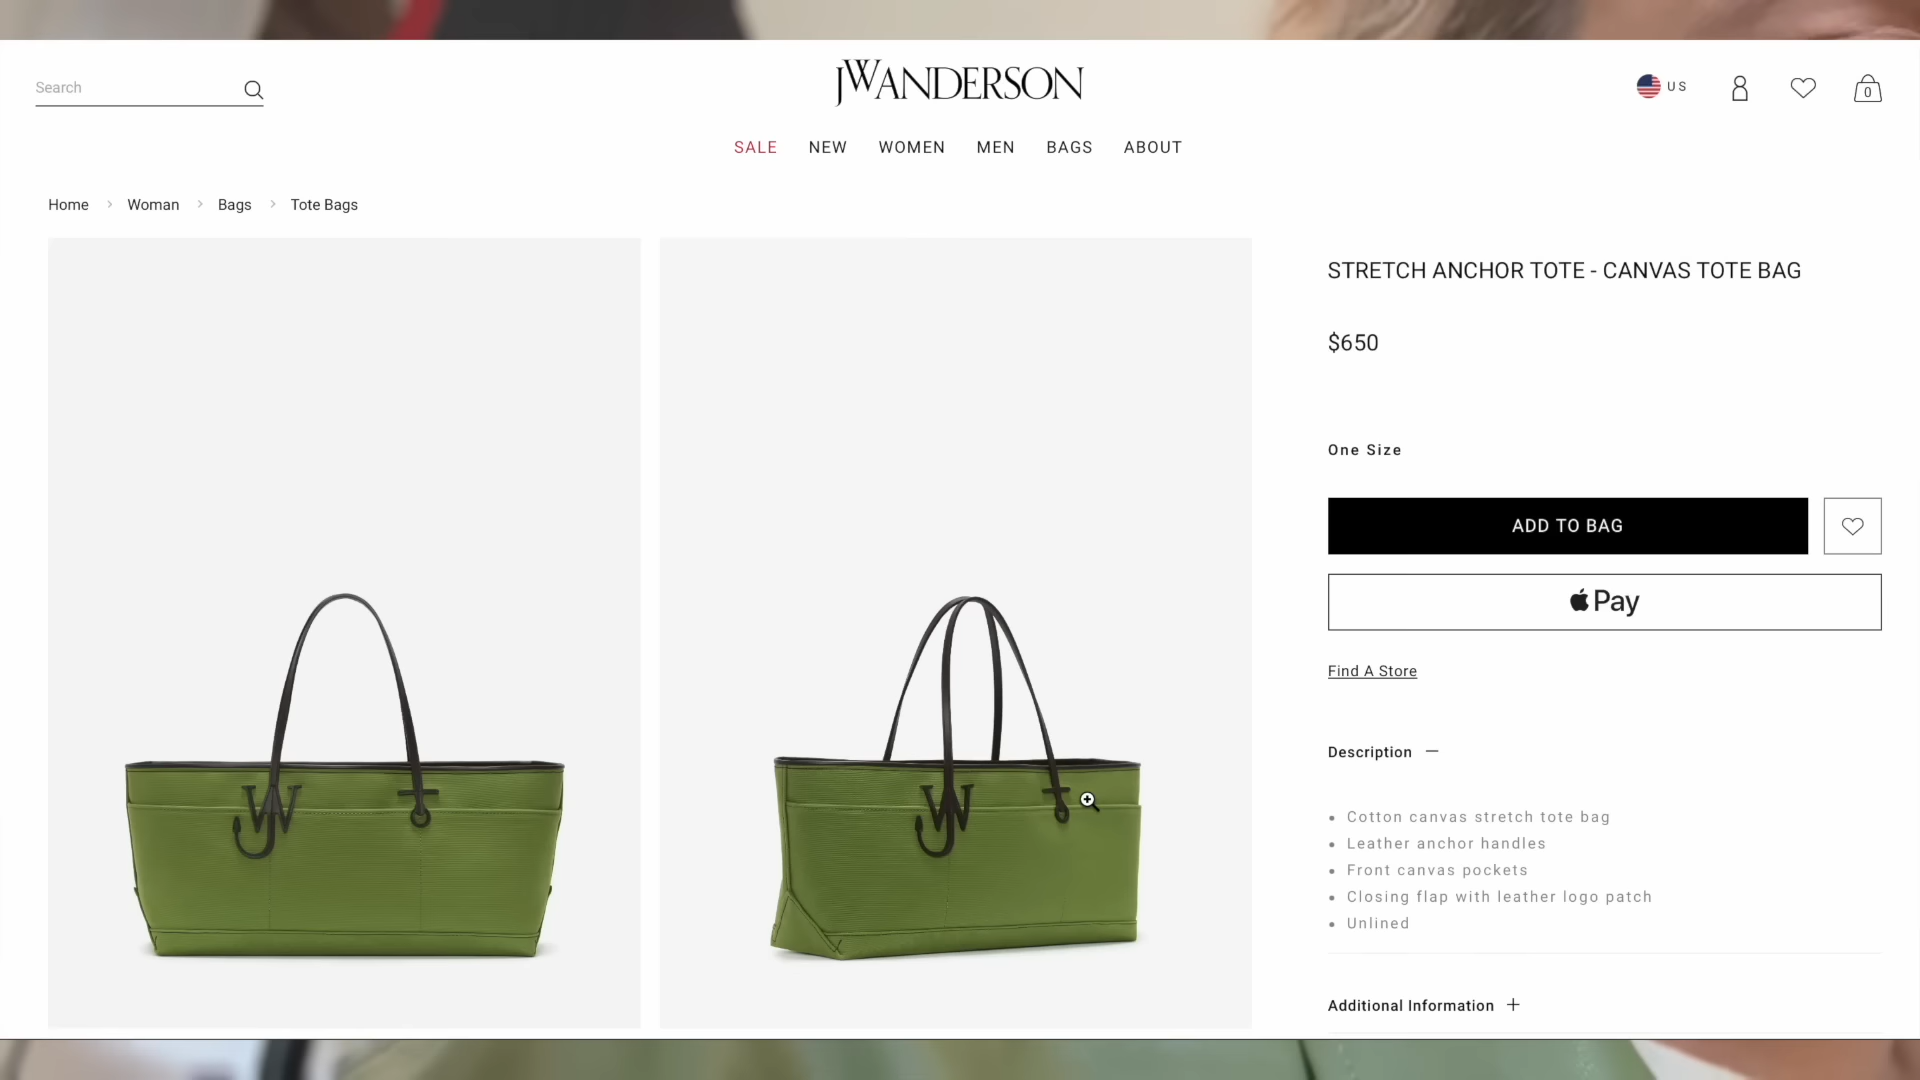 Search
JWANDERSON
US
0
SALE NEW WOMEN MEN BAGS ABOUT
Home > Woman > Bags > Tote Bags
STRETCH ANCHOR TOTE - CANVAS TOTE BAG
$650
One Size
ADD TO BAG
Pay
Find A Store
Description —
• Cotton canvas stretch tote bag
• Leather anchor handles
• Front canvas pockets
• Closing flap with leather logo patch
• Unlined
Additional Information +
JW
JW